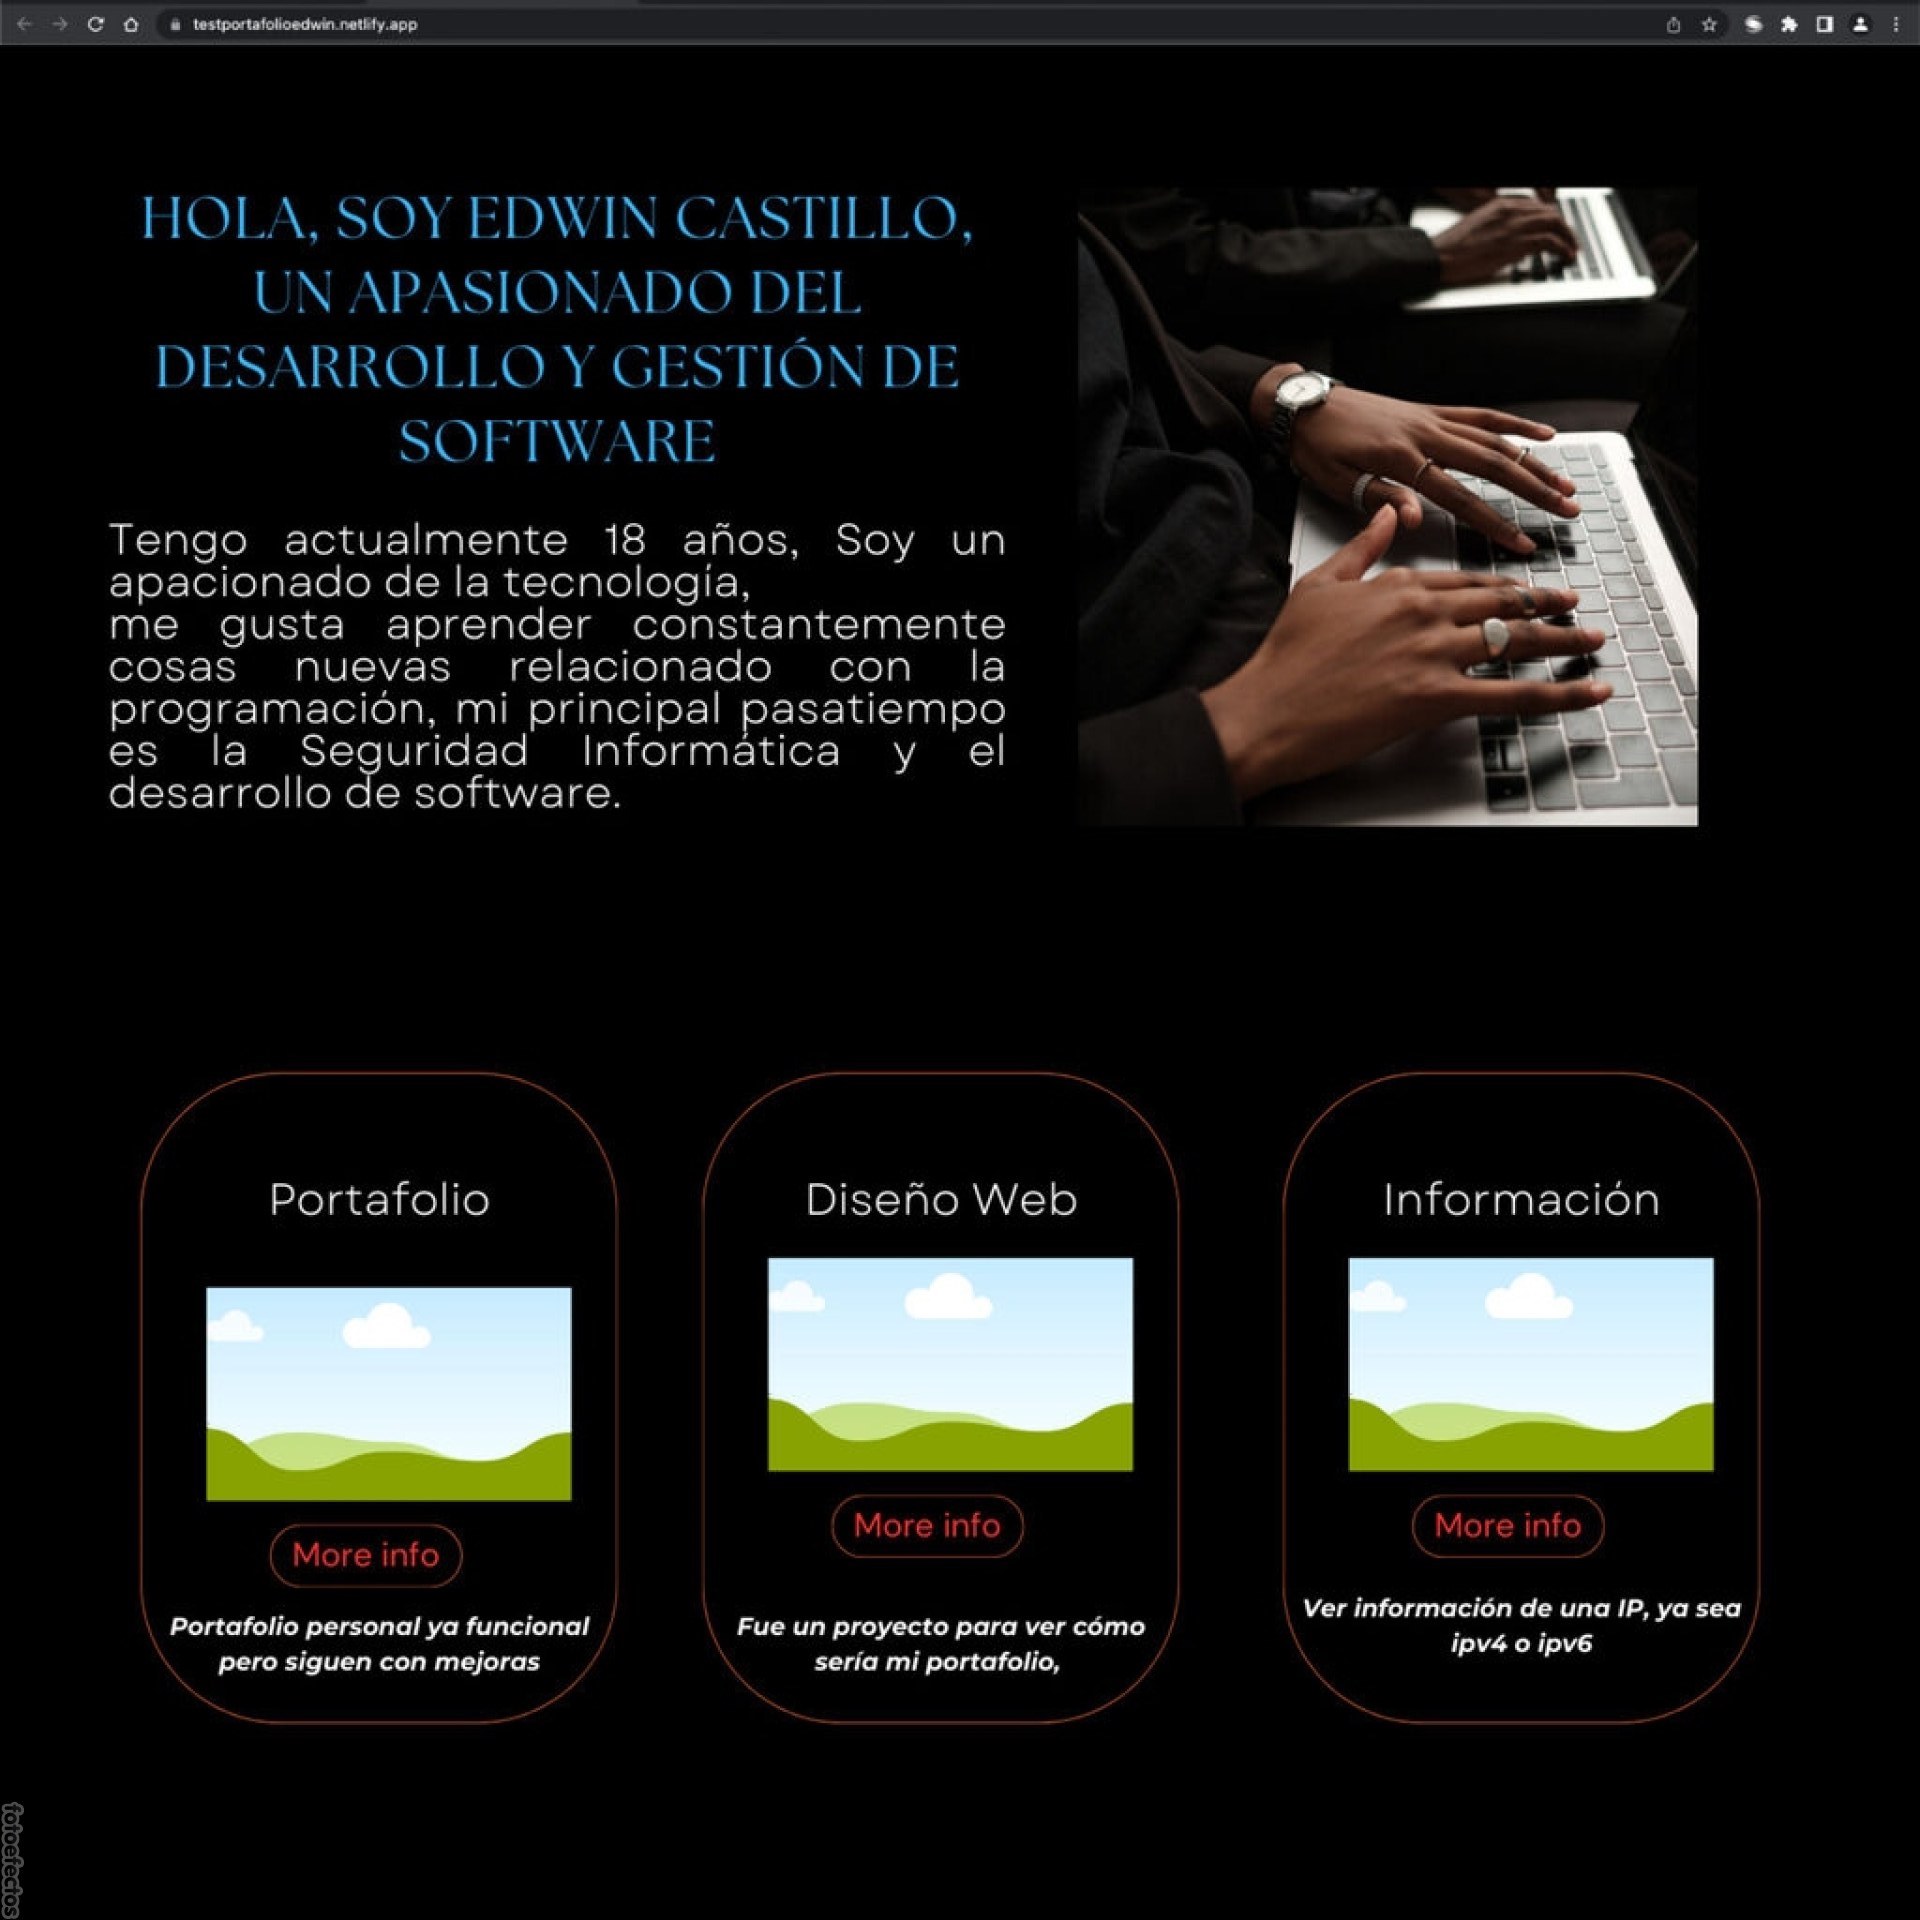 testportafolioedwin.netlify.app
HOLA, SOY EDWIN CASTILLO,
UN APASIONADO DEL
DESARROLLO Y GESTIÓN DE
SOFTWARE
Tengo actualmente 18 años, Soy un
apacionado de la tecnología,
me gusta aprender constantemente
cosas nuevas relacionado con la
programación, mi principal pasatiempo
es la Seguridad Informática y el
desarrollo de software.
Portafolio
More info
Portafolio personal ya funcional
pero siguen con mejoras
Diseño Web
More info
Fue un proyecto para ver cómo
sería mi portafolio,
Información
More info
Ver información de una IP, ya sea
ipv4 o ipv6
fotoefectos